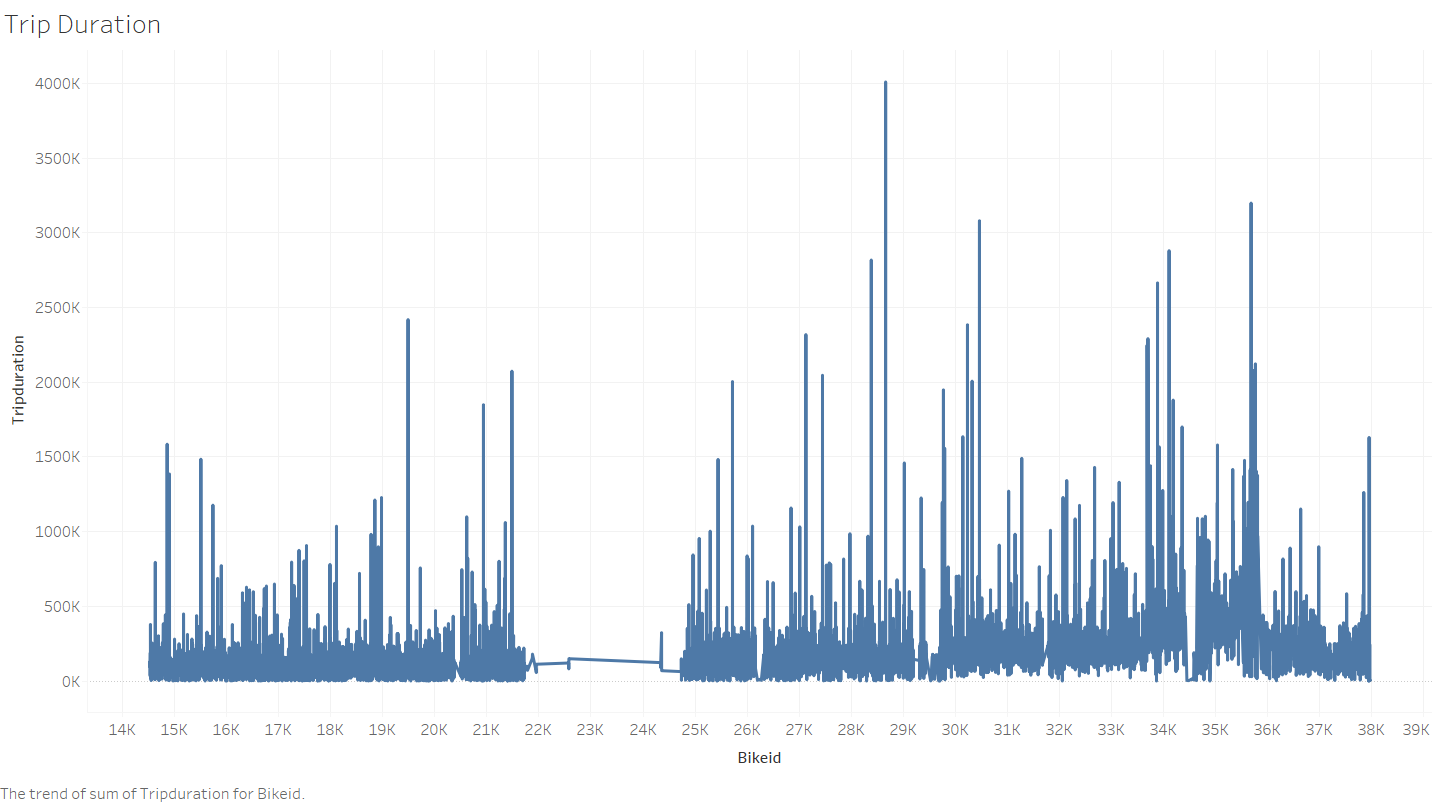 Trip Duration
4000K
3500K
3000K
2500K
2000K
1500K
1000K
500K
0K
Tripduration
14K 15K 16K 17K 18K 19K 20K 21K 22K 23K 24K 25K 26K 27K 28K 29K 30K 31K 32K 33K 34K 35K 36K 37K 38K 39K
Bikeid
The trend of sum of Tripduration for Bikeid.